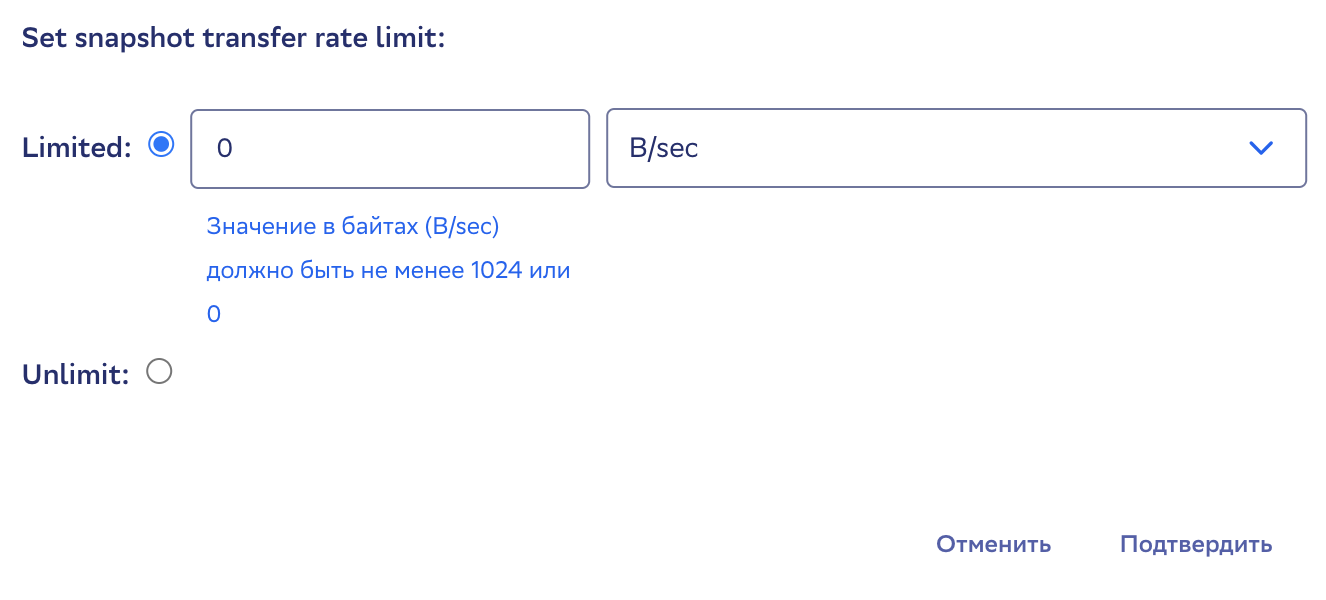 Set snapshot transfer rate limit:
Limited:
0
B/sec
Значение в байтах (B/sec)
должно быть не менее 1024 или
0
Unlimit:
Отменить
Подтвердить